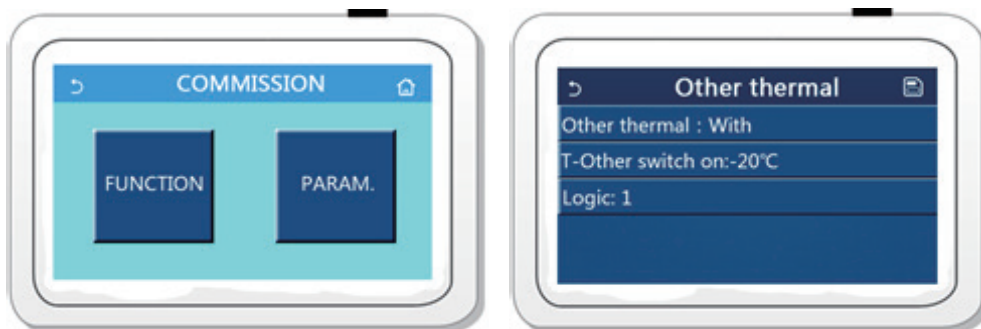 COMMISSION
FUNCTION
PARAM.
Other thermal
Other thermal : With
T-Other switch on:-20℃
Logic: 1